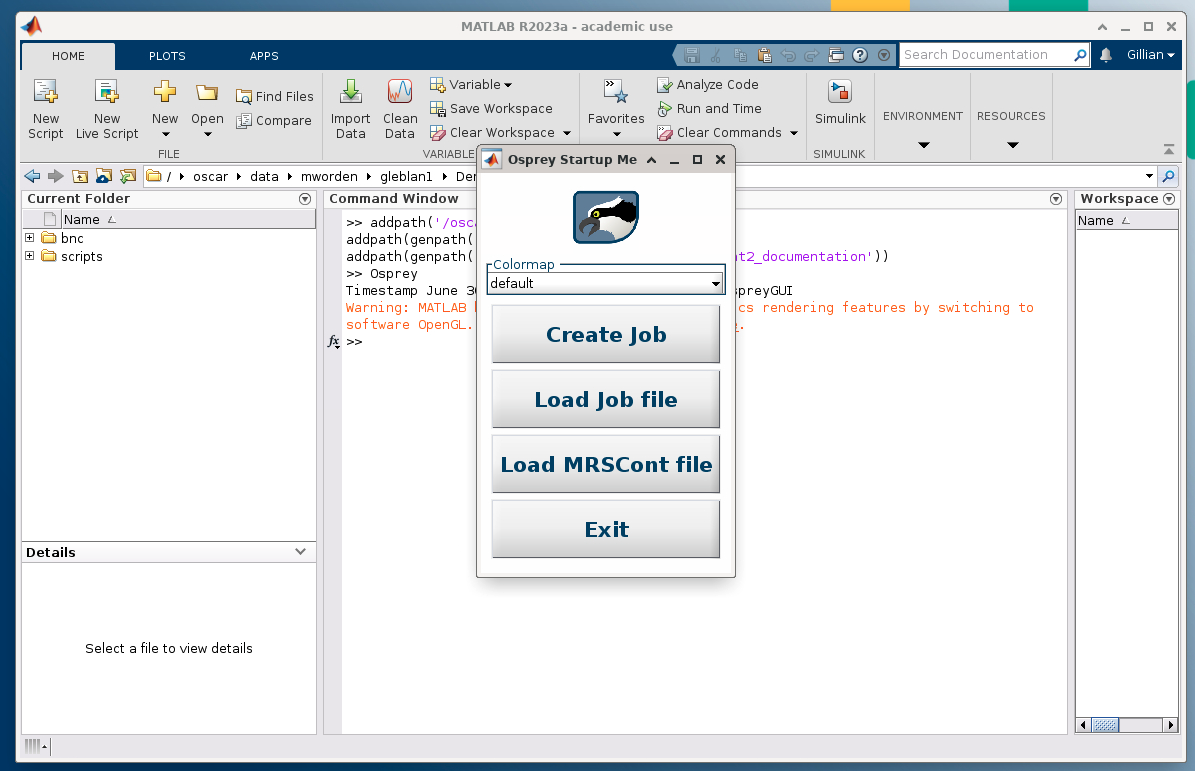 MATLAB R2023a - academic use
HOME
PLOTS
APPS
Search Documentation
Gillian
New Script
New Live Script
New
Open
Find Files
Compare
Import Data
Clean Data
Variable
Save Workspace
Clear Workspace
Favorites
Analyze Code
Run and Time
Clear Commands
Simulink
ENVIRONMENT
RESOURCES
FILE
VARIABLE
SIMULINK
/ oscar data mworden gleblan1
Current Folder
Name
bnc
scripts
Details
Select a file to view details
Command Window
>> addpath('/osca
addpath(genpath(
addpath(genpath( at2_documentation'))
>> Osprey
Timestamp June 30 spreyGUI
Warning: MATLAB cs rendering features by switching to
software OpenGL.
fx >>
Workspace
Name
Osprey Startup Me
Colormap
default
Create Job
Load Job file
Load MRSCont file
Exit